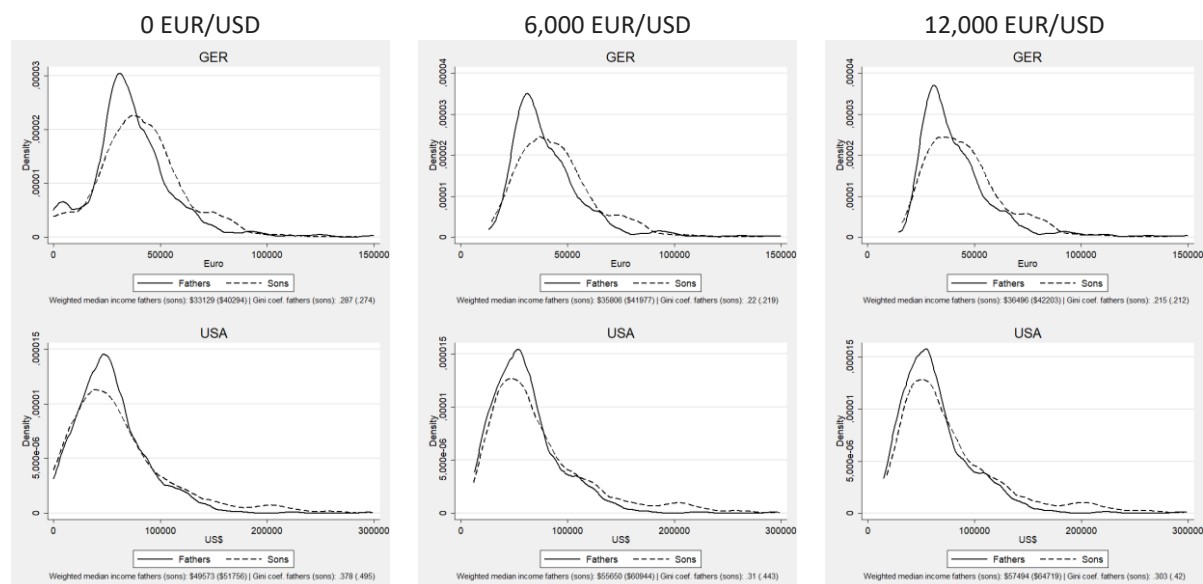 0 EUR/USD
6,000 EUR/USD
12,000 EUR/USD
GER
Density
0 .00001 .00002 .00003
0 50000 100000 150000
Euro
Fathers Sons
Weighted median income fathers (sons): $33129 ($40294) | Gini coef. fathers (sons): .287 (.274)
GER
Density
0 .00001 .00002 .00003 .00004
0 50000 100000 150000
Euro
Fathers Sons
Weighted median income fathers (sons): $35806 ($41977) | Gini coef. fathers (sons): .22 (.219)
GER
Density
0 .00001 .00002 .00003 .00004
0 50000 100000 150000
Euro
Fathers Sons
Weighted median income fathers (sons): $36496 ($42203) | Gini coef. fathers (sons): .215 (.212)
USA
Density
0 5.000e-06 .00001 .000015
0 100000 200000 300000
US$
Fathers Sons
Weighted median income fathers (sons): $49573 ($51756) | Gini coef. fathers (sons): .378 (.495)
USA
Density
0 5.000e-06 .00001 .000015
0 100000 200000 300000
US$
Fathers Sons
Weighted median income fathers (sons): $55650 ($60944) | Gini coef. fathers (sons): .31 (.443)
USA
Density
0 5.000e-06 .00001 .000015
0 100000 200000 300000
US$
Fathers Sons
Weighted median income fathers (sons): $57494 ($64719) | Gini coef. fathers (sons): .303 (.42)